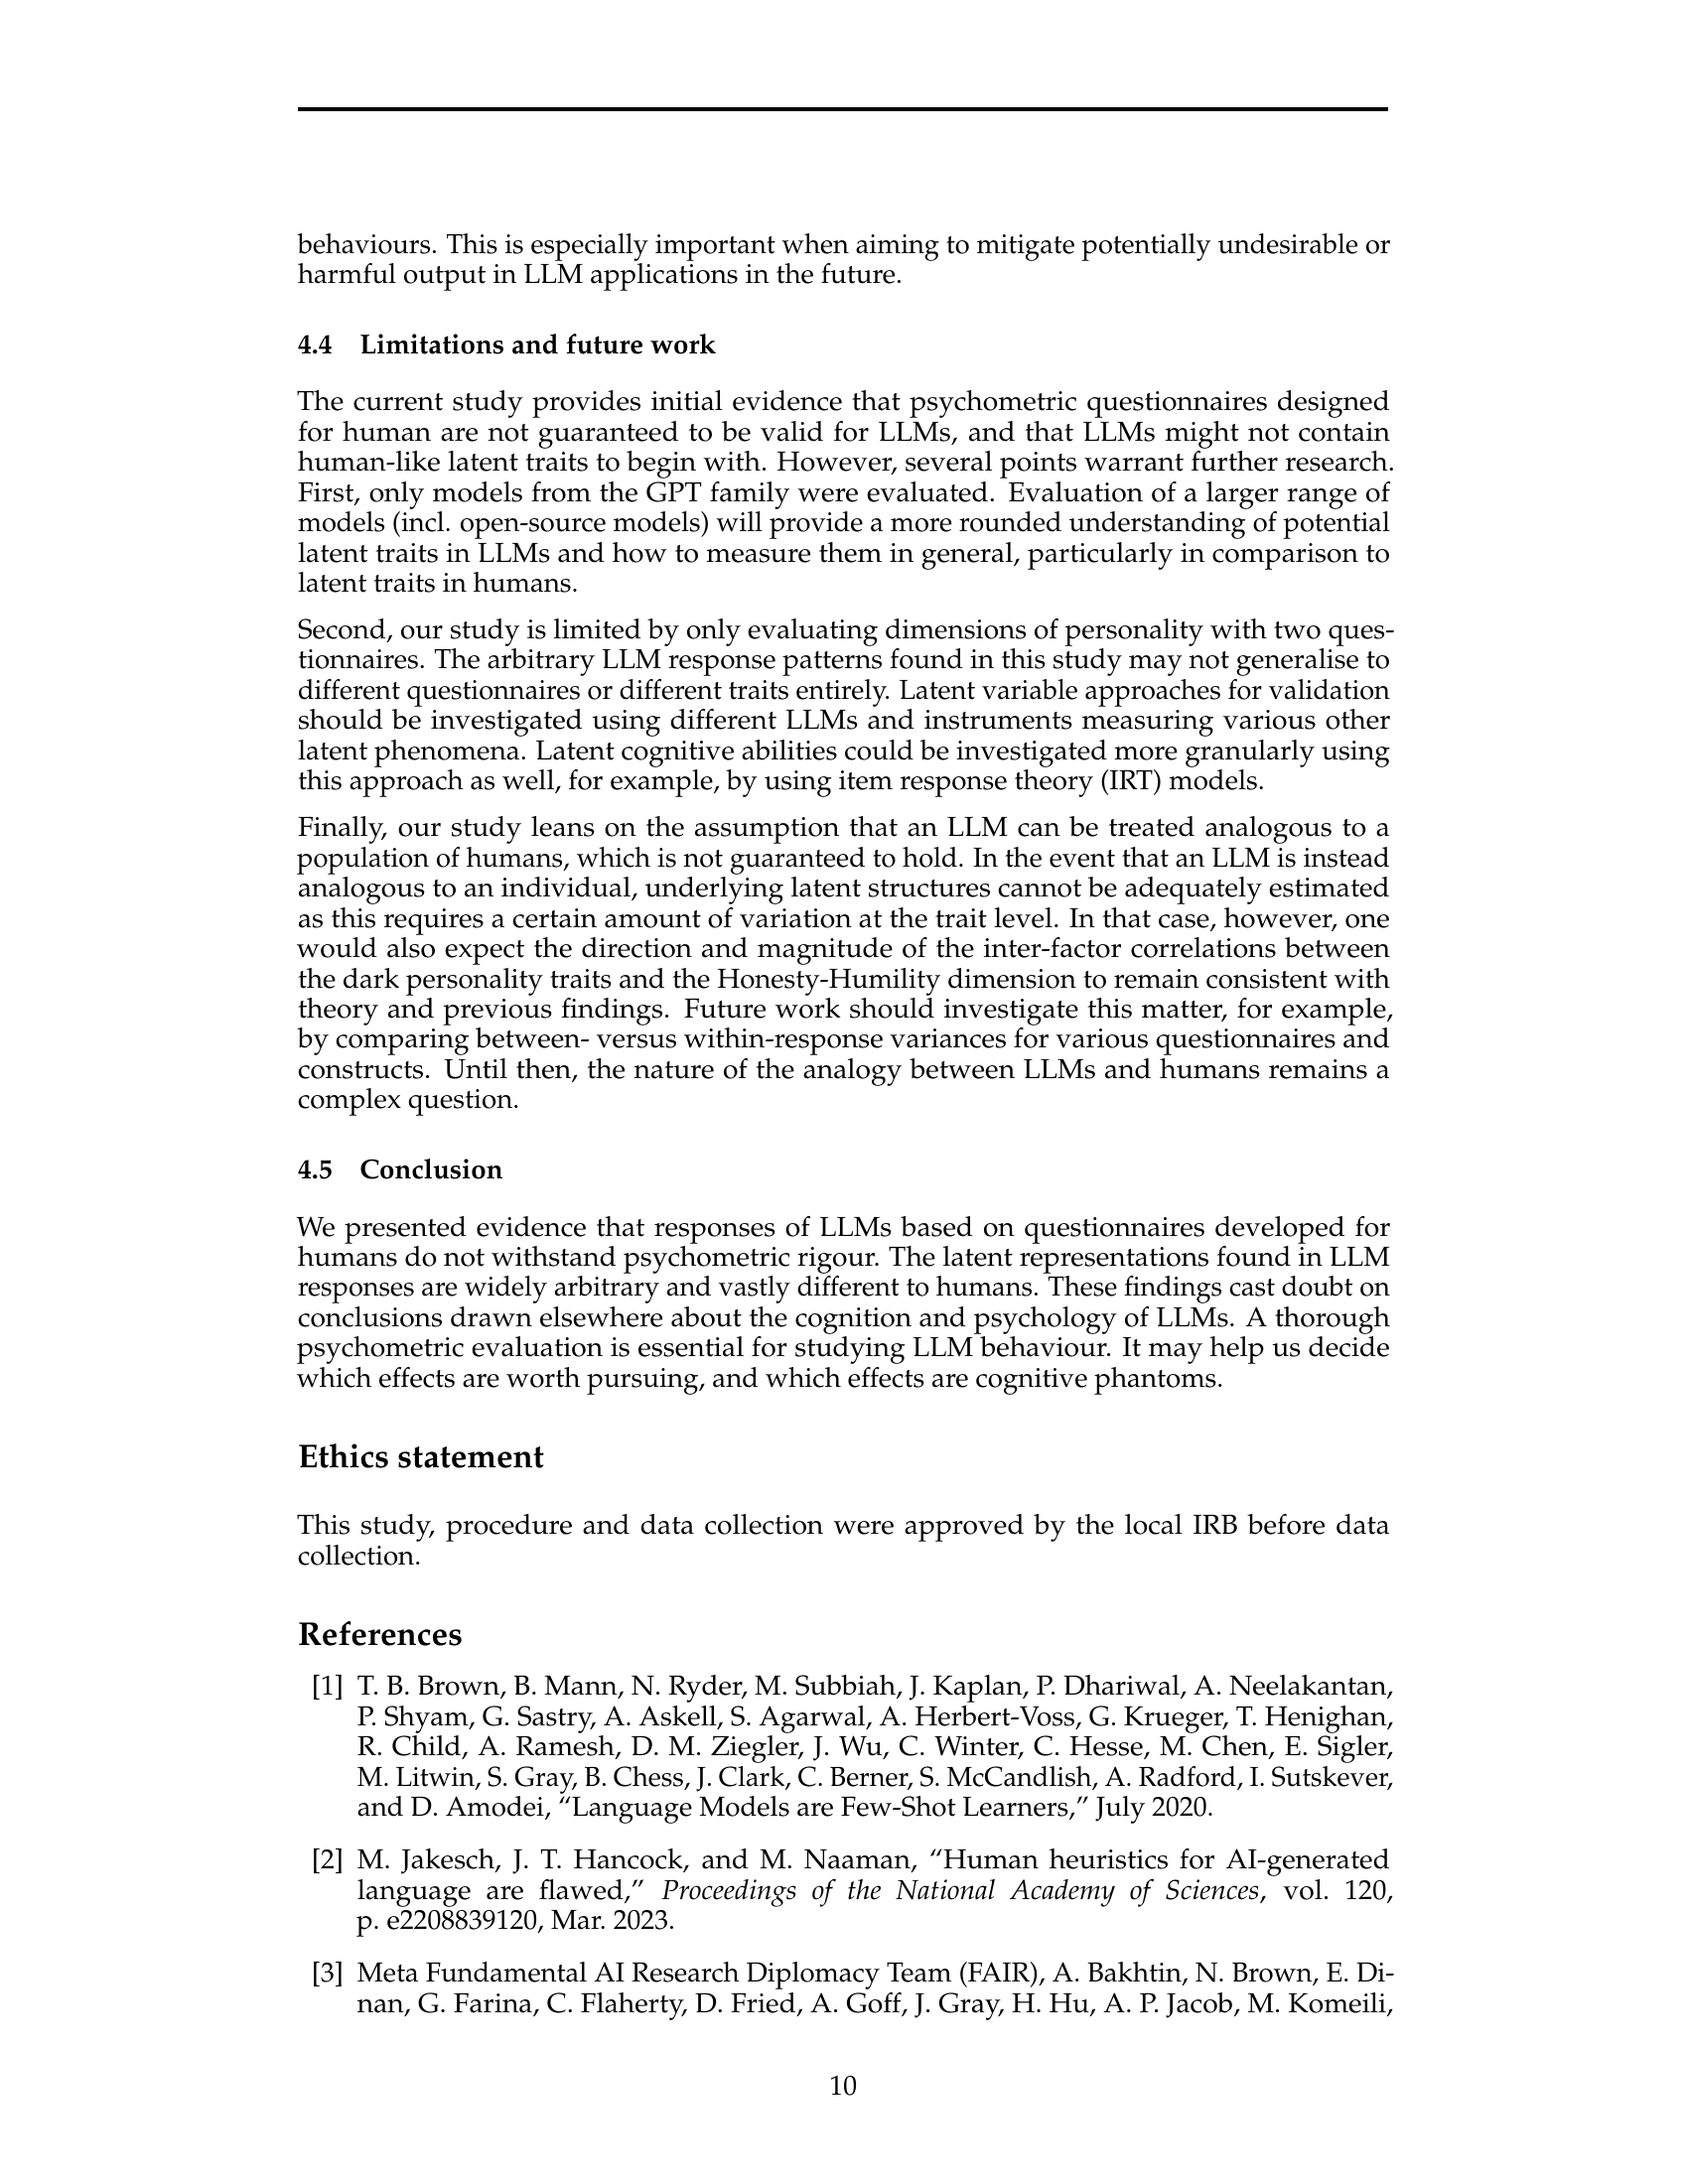 behaviours. This is especially important when aiming to mitigate potentially undesirable or
harmful output in LLM applications in the future.
4.4 Limitations and future work
The current study provides initial evidence that psychometric questionnaires designed
for human are not guaranteed to be valid for LLMs, and that LLMs might not contain
human-like latent traits to begin with. However, several points warrant further research.
First, only models from the GPT family were evaluated. Evaluation of a larger range of
models (incl. open-source models) will provide a more rounded understanding of potential
latent traits in LLMs and how to measure them in general, particularly in comparison to
latent traits in humans.
Second, our study is limited by only evaluating dimensions of personality with two ques-
tionnaires. The arbitrary LLM response patterns found in this study may not generalise to
different questionnaires or different traits entirely. Latent variable approaches for validation
should be investigated using different LLMs and instruments measuring various other
latent phenomena. Latent cognitive abilities could be investigated more granularly using
this approach as well, for example, by using item response theory (IRT) models.
Finally, our study leans on the assumption that an LLM can be treated analogous to a
population of humans, which is not guaranteed to hold. In the event that an LLM is instead
analogous to an individual, underlying latent structures cannot be adequately estimated
as this requires a certain amount of variation at the trait level. In that case, however, one
would also expect the direction and magnitude of the inter-factor correlations between
the dark personality traits and the Honesty-Humility dimension to remain consistent with
theory and previous findings. Future work should investigate this matter, for example,
by comparing between- versus within-response variances for various questionnaires and
constructs. Until then, the nature of the analogy between LLMs and humans remains a
complex question.
4.5 Conclusion
We presented evidence that responses of LLMs based on questionnaires developed for
humans do not withstand psychometric rigour. The latent representations found in LLM
responses are widely arbitrary and vastly different to humans. These findings cast doubt on
conclusions drawn elsewhere about the cognition and psychology of LLMs. A thorough
psychometric evaluation is essential for studying LLM behaviour. It may help us decide
which effects are worth pursuing, and which effects are cognitive phantoms.
Ethics statement
This study, procedure and data collection were approved by the local IRB before data
collection.
References
[1] T. B. Brown, B. Mann, N. Ryder, M. Subbiah, J. Kaplan, P. Dhariwal, A. Neelakantan,
P. Shyam, G. Sastry, A. Askell, S. Agarwal, A. Herbert-Voss, G. Krueger, T. Henighan,
R. Child, A. Ramesh, D. M. Ziegler, J. Wu, C. Winter, C. Hesse, M. Chen, E. Sigler,
M. Litwin, S. Gray, B. Chess, J. Clark, C. Berner, S. McCandlish, A. Radford, I. Sutskever,
and D. Amodei, “Language Models are Few-Shot Learners,” July 2020.
[2] M. Jakesch, J. T. Hancock, and M. Naaman, “Human heuristics for AI-generated
language are flawed,” Proceedings of the National Academy of Sciences, vol. 120,
p. e2208839120, Mar. 2023.
[3] Meta Fundamental AI Research Diplomacy Team (FAIR), A. Bakhtin, N. Brown, E. Di-
nan, G. Farina, C. Flaherty, D. Fried, A. Goff, J. Gray, H. Hu, A. P. Jacob, M. Komeili,
10